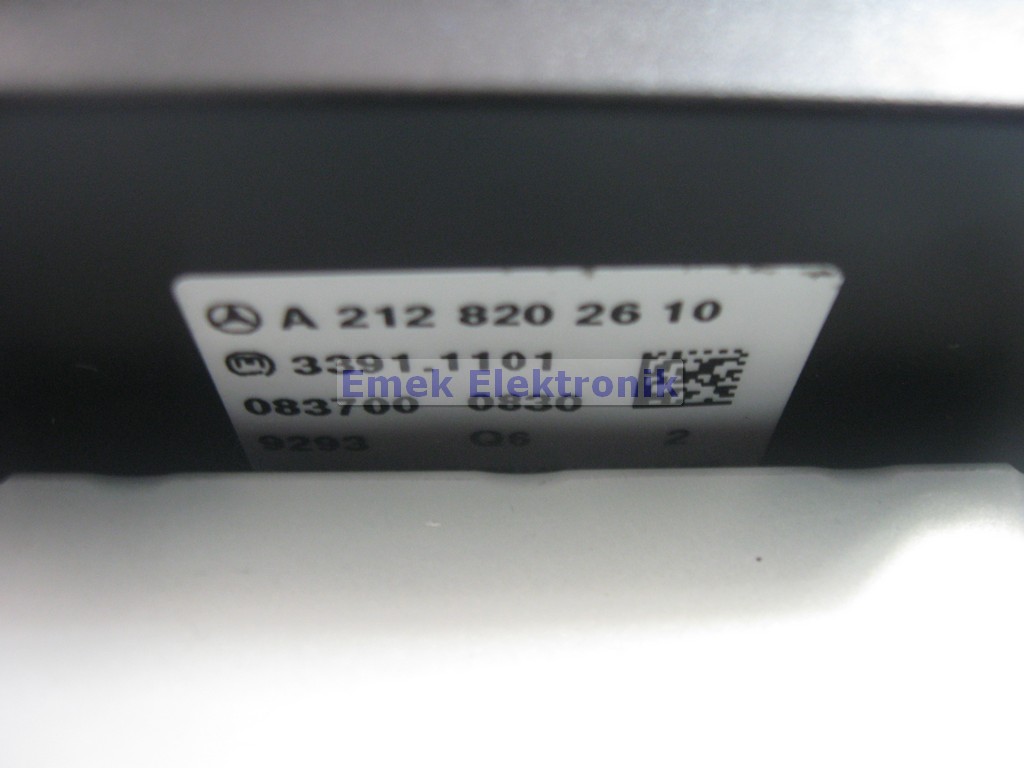 A 212 820 26 10
3391.1101
Emek Elektronik
083700 0830
9293 Q6 2